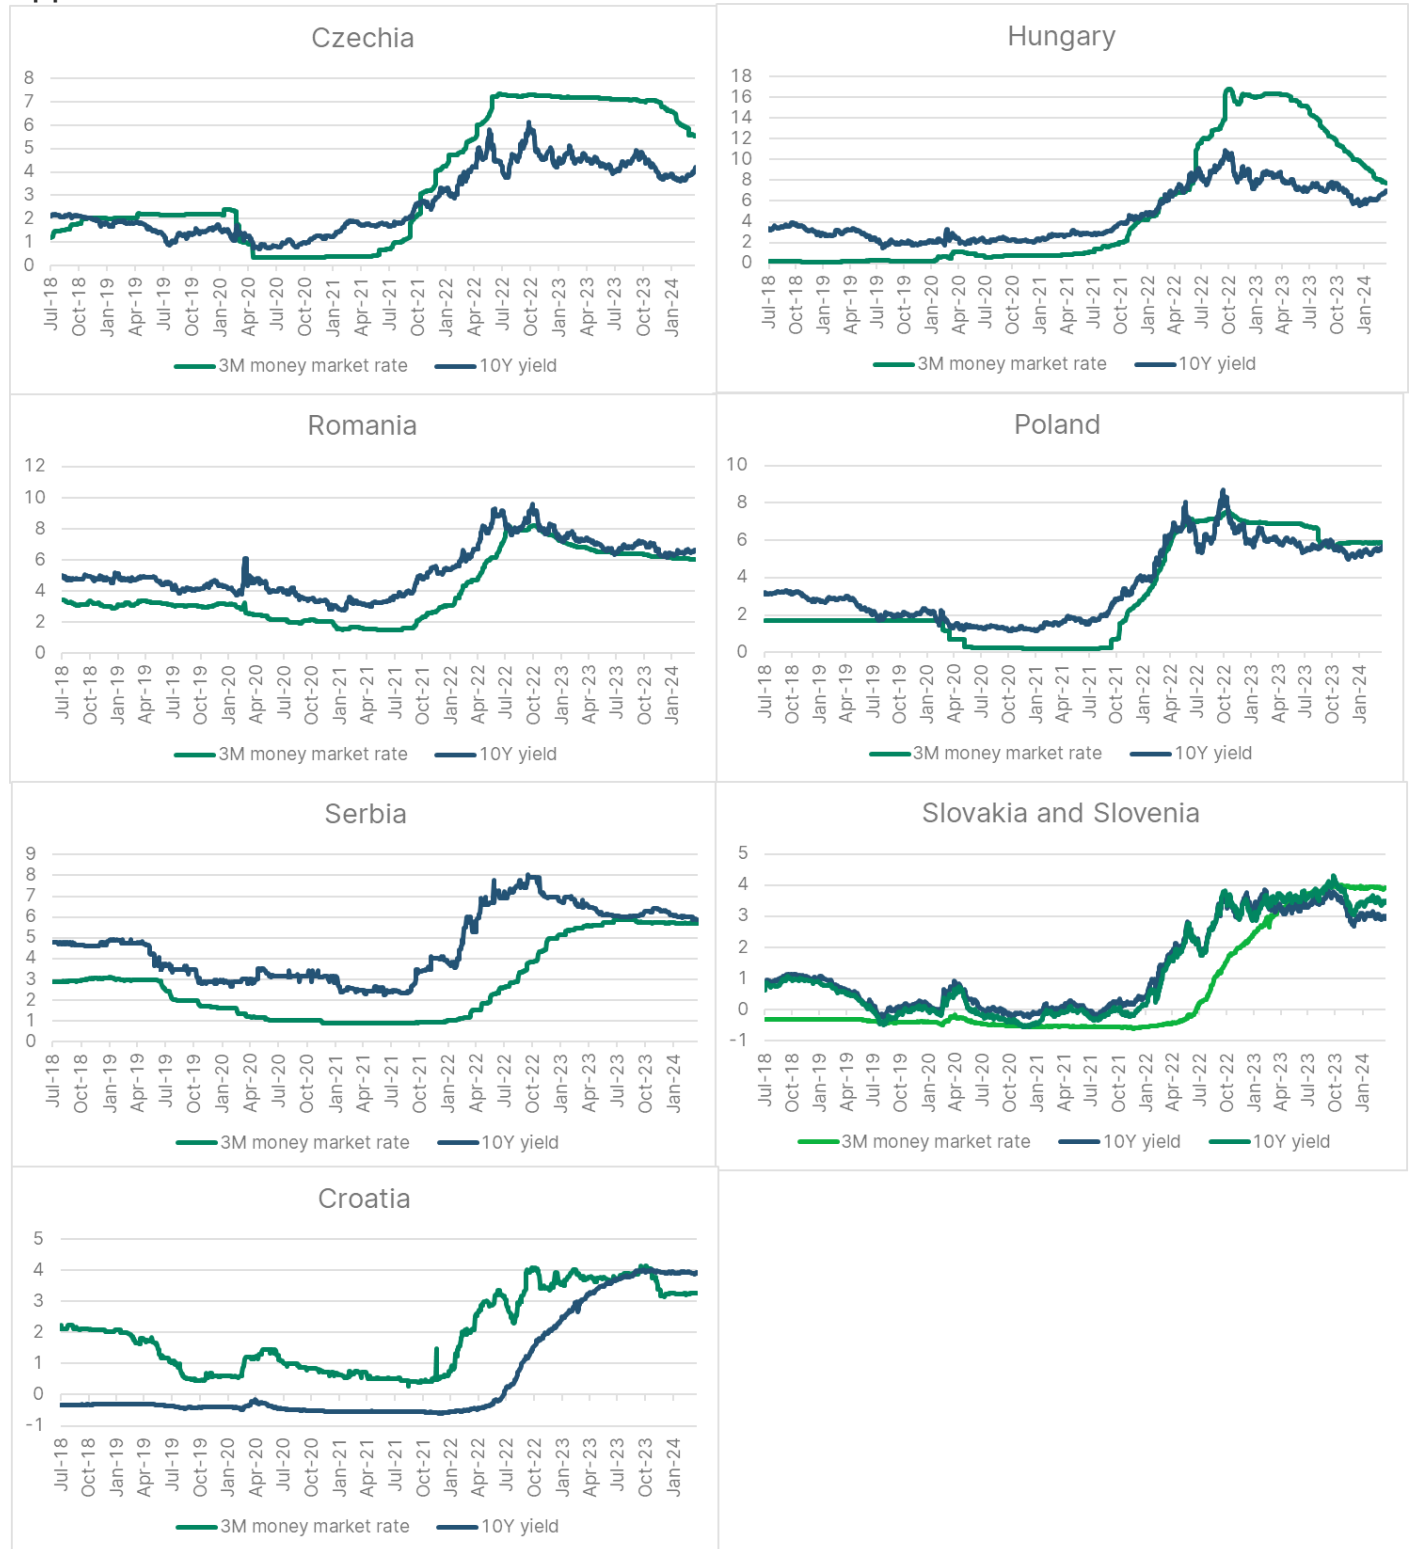 Czechia
8
7
6
5
4
3
2
1
0
Jul-18 Oct-18 Jan-19 Apr-19 Jul-19 Oct-19 Jan-20 Apr-20 Jul-20 Oct-20 Jan-21 Apr-21 Jul-21 Oct-21 Jan-22 Apr-22 Jul-22 Oct-22 Jan-23 Apr-23 Jul-23 Oct-23 Jan-24
3M money market rate 10Y yield
Hungary
18
16
14
12
10
8
6
4
2
0
Jul-18 Oct-18 Jan-19 Apr-19 Jul-19 Oct-19 Jan-20 Apr-20 Jul-20 Oct-20 Jan-21 Apr-21 Jul-21 Oct-21 Jan-22 Apr-22 Jul-22 Oct-22 Jan-23 Apr-23 Jul-23 Oct-23 Jan-24
3M money market rate 10Y yield
Romania
12
10
8
6
4
2
0
Jul-18 Oct-18 Jan-19 Apr-19 Jul-19 Oct-19 Jan-20 Apr-20 Jul-20 Oct-20 Jan-21 Apr-21 Jul-21 Oct-21 Jan-22 Apr-22 Jul-22 Oct-22 Jan-23 Apr-23 Jul-23 Oct-23 Jan-24
3M money market rate 10Y yield
Poland
10
8
6
4
2
0
Jul-18 Oct-18 Jan-19 Apr-19 Jul-19 Oct-19 Jan-20 Apr-20 Jul-20 Oct-20 Jan-21 Apr-21 Jul-21 Oct-21 Jan-22 Apr-22 Jul-22 Oct-22 Jan-23 Apr-23 Jul-23 Oct-23 Jan-24
3M money market rate 10Y yield
Serbia
9
8
7
6
5
4
3
2
1
0
Jul-18 Oct-18 Jan-19 Apr-19 Jul-19 Oct-19 Jan-20 Apr-20 Jul-20 Oct-20 Jan-21 Apr-21 Jul-21 Oct-21 Jan-22 Apr-22 Jul-22 Oct-22 Jan-23 Apr-23 Jul-23 Oct-23 Jan-24
3M money market rate 10Y yield
Slovakia and Slovenia
5
4
3
2
1
0
-1
Jul-18 Oct-18 Jan-19 Apr-19 Jul-19 Oct-19 Jan-20 Apr-20 Jul-20 Oct-20 Jan-21 Apr-21 Jul-21 Oct-21 Jan-22 Apr-22 Jul-22 Oct-22 Jan-23 Apr-23 Jul-23 Oct-23 Jan-24
3M money market rate 10Y yield 10Y yield
Croatia
5
4
3
2
1
0
-1
Jul-18 Oct-18 Jan-19 Apr-19 Jul-19 Oct-19 Jan-20 Apr-20 Jul-20 Oct-20 Jan-21 Apr-21 Jul-21 Oct-21 Jan-22 Apr-22 Jul-22 Oct-22 Jan-23 Apr-23 Jul-23 Oct-23 Jan-24
3M money market rate 10Y yield